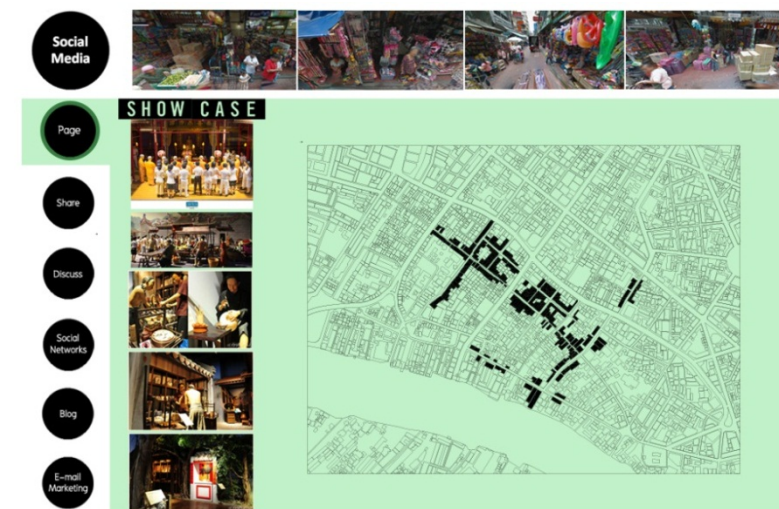 Social
Media
SHOW CASE
Page
Share
Discuss
Social
Networks
Blog
E-mail
Marketing